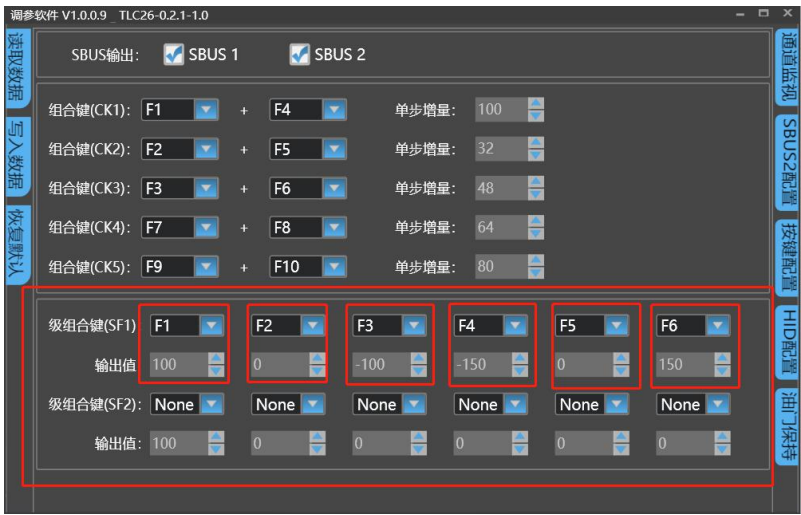 调参软件 V1.0.0.9 TLC26-0.2.1-1.0
读取数据
写入数据
恢复默认
SBUS输出: SBUS 1 SBUS 2
组合键(CK1): F1 + F4 单步增量: 100
组合键(CK2): F2 + F5 单步增量: 32
组合键(CK3): F3 + F6 单步增量: 48
组合键(CK4): F7 + F8 单步增量: 64
组合键(CK5): F9 + F10 单步增量: 80
级组合键(SF1) F1 F2 F3 F4 F5 F6
输出值 100 0 -100 -150 0 150
级组合键(SF2): None None None None None None
输出值: 100 0 0 0 0 0
通道监视
SBUS2配置
按键配置
HID配置
油门保持